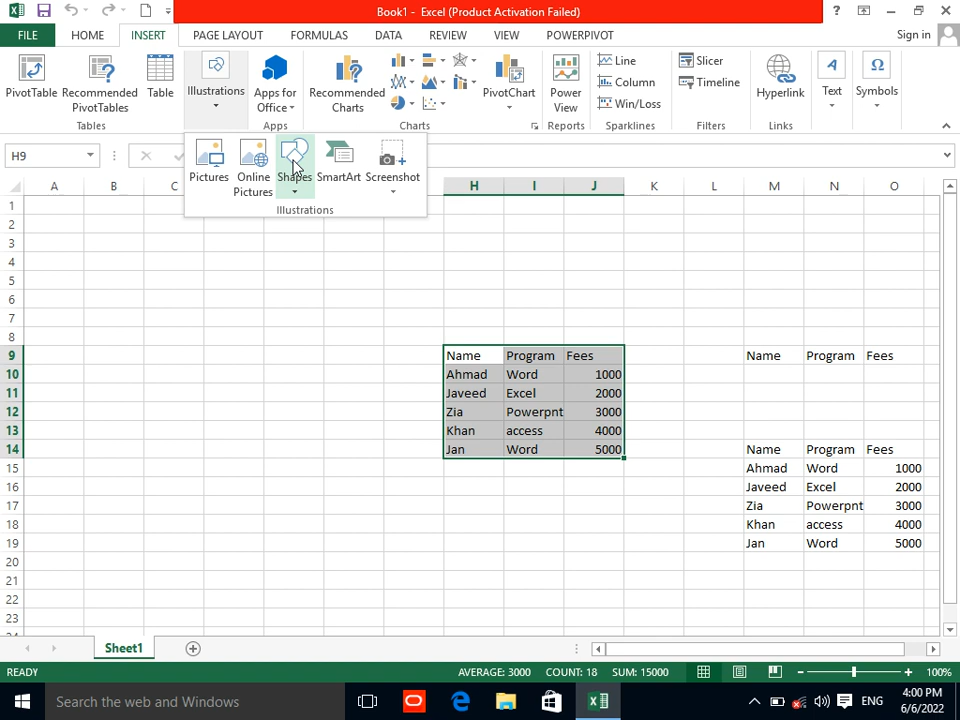 Book1 - Excel (Product Activation Failed)
FILE HOME INSERT PAGE LAYOUT FORMULAS DATA REVIEW VIEW POWERPIVOT Sign in
PivotTable Recommended PivotTables Table Illustrations Apps for Office Recommended Charts PivotChart Power View Line Column Win/Loss Slicer Timeline Hyperlink Text Symbols
Tables Apps Charts Reports Sparklines Filters Links
H9
Pictures Online Pictures Shapes SmartArt Screenshot
Illustrations
A B C H I J K L M N O
1
2
3
4
5
6
7
8
9 Name Program Fees Name Program Fees
10 Ahmad Word 1000
11 Javeed Excel 2000
12 Zia Powerpnt 3000
13 Khan access 4000
14 Jan Word 5000 Name Program Fees
15 Ahmad Word 1000
16 Javeed Excel 2000
17 Zia Powerpnt 3000
18 Khan access 4000
19 Jan Word 5000
20
21
22
23
Sheet1
READY AVERAGE: 3000 COUNT: 18 SUM: 15000 100%
Search the web and Windows ENG 4:00 PM
6/6/2022